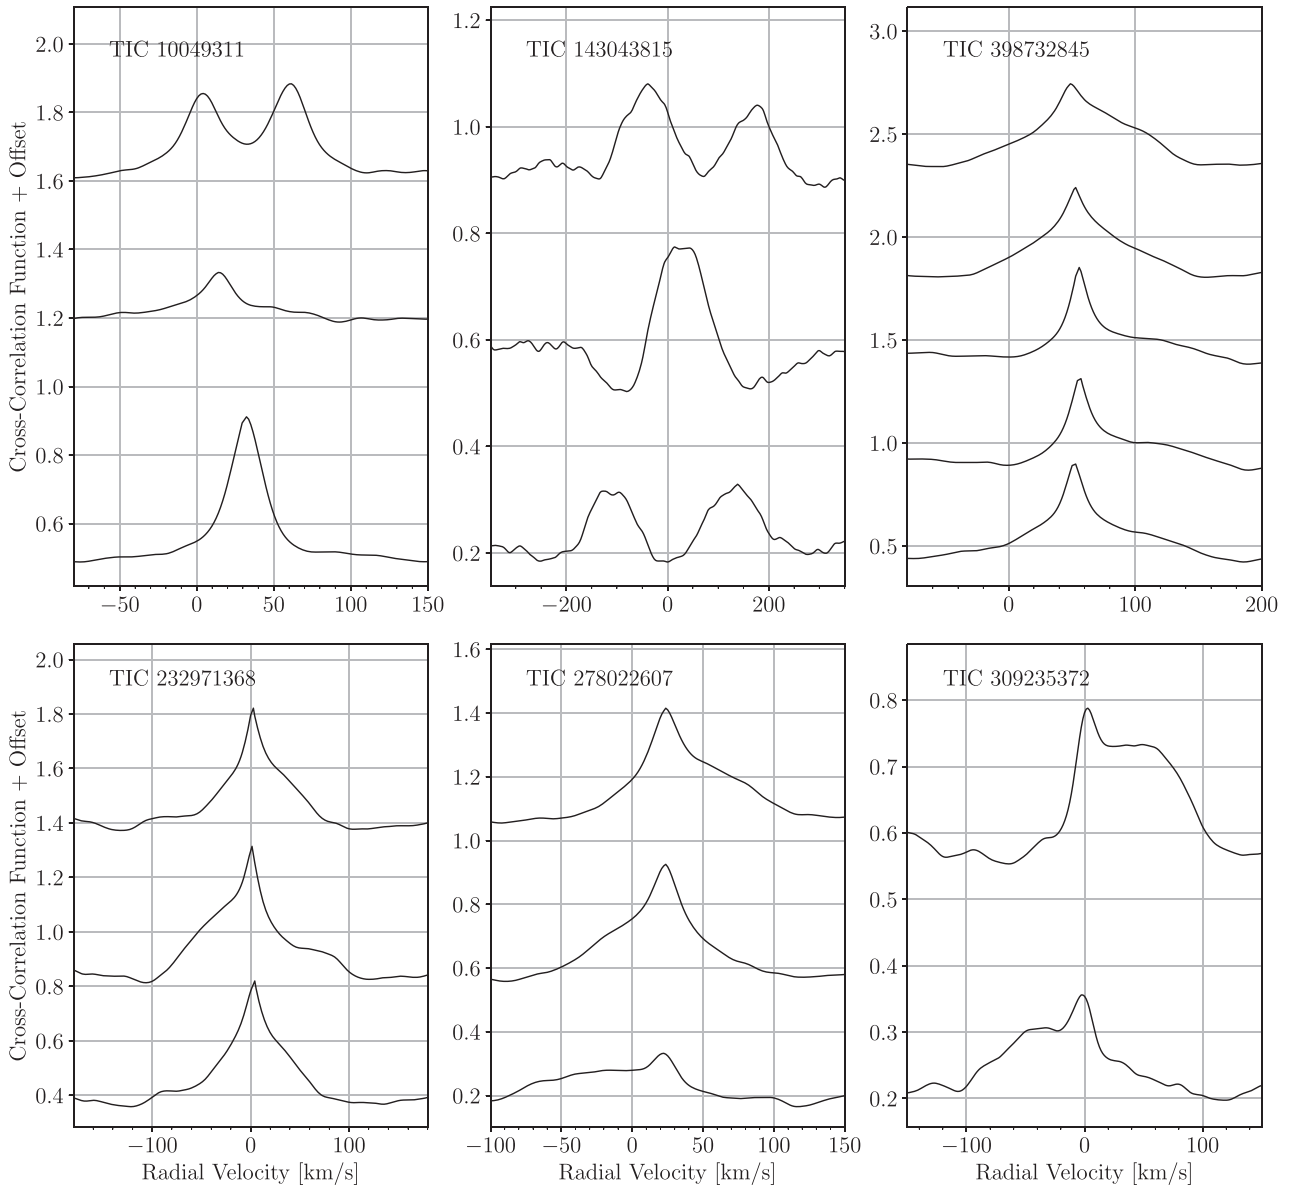 Cross-Correlation Function + Offset
TIC 10049311
2.0
1.8
1.6
1.4
1.2
1.0
0.8
0.6
−50 0 50 100 150
TIC 143043815
1.2
1.0
0.8
0.6
0.4
0.2
−200 0 200
TIC 398732845
3.0
2.5
2.0
1.5
1.0
0.5
0 100 200
Cross-Correlation Function + Offset
TIC 232971368
2.0
1.8
1.6
1.4
1.2
1.0
0.8
0.6
0.4
−100 0 100
Radial Velocity [km/s]
TIC 278022607
1.6
1.4
1.2
1.0
0.8
0.6
0.4
0.2
−100 −50 0 50 100 150
Radial Velocity [km/s]
TIC 309235372
0.8
0.7
0.6
0.5
0.4
0.3
0.2
−100 0 100
Radial Velocity [km/s]